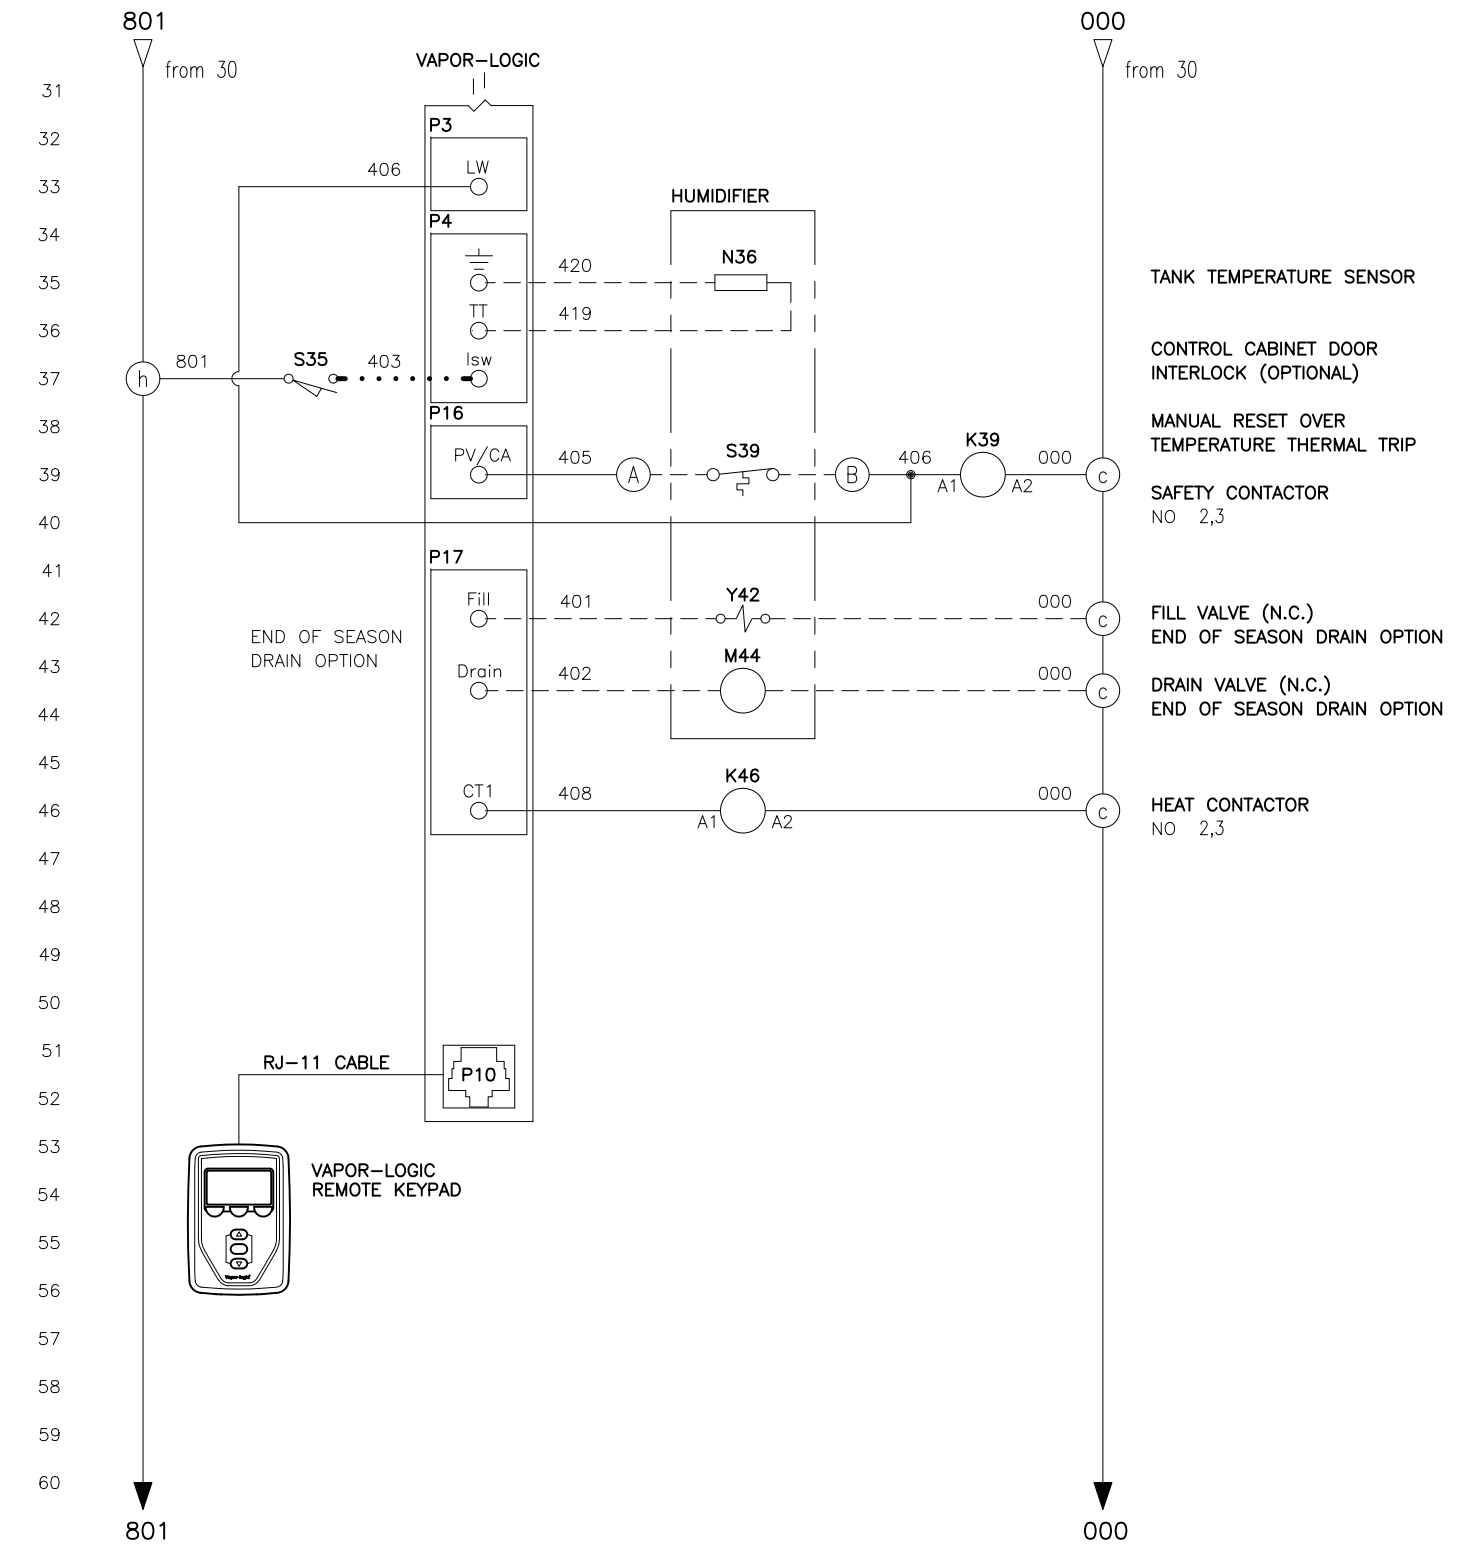 801
000
from 30
from 30
VAPOR-LOGIC
31
P3
32
406
LW
33
HUMIDIFIER
P4
34
N36
420
35
TANK TEMPERATURE SENSOR
TT
419
36
CONTROL CABINET DOOR
INTERLOCK (OPTIONAL)
h
801
S35
403
Isw
37
P16
38
MANUAL RESET OVER
TEMPERATURE THERMAL TRIP
PV/CA
405
A
S39
B
406
K39
A1
A2
000
c
39
SAFETY CONTACTOR
NO 2,3
40
P17
41
Fill
401
Y42
000
c
42
FILL VALVE (N.C.)
END OF SEASON DRAIN OPTION
END OF SEASON
DRAIN OPTION
43
Drain
402
M44
000
c
DRAIN VALVE (N.C.)
END OF SEASON DRAIN OPTION
44
45
CT1
408
K46
A1
A2
000
c
46
HEAT CONTACTOR
NO 2,3
47
48
49
50
51
RJ-11 CABLE
P10
52
53
VAPOR-LOGIC
REMOTE KEYPAD
54
55
Vapor-logic
56
57
58
59
60
801
000